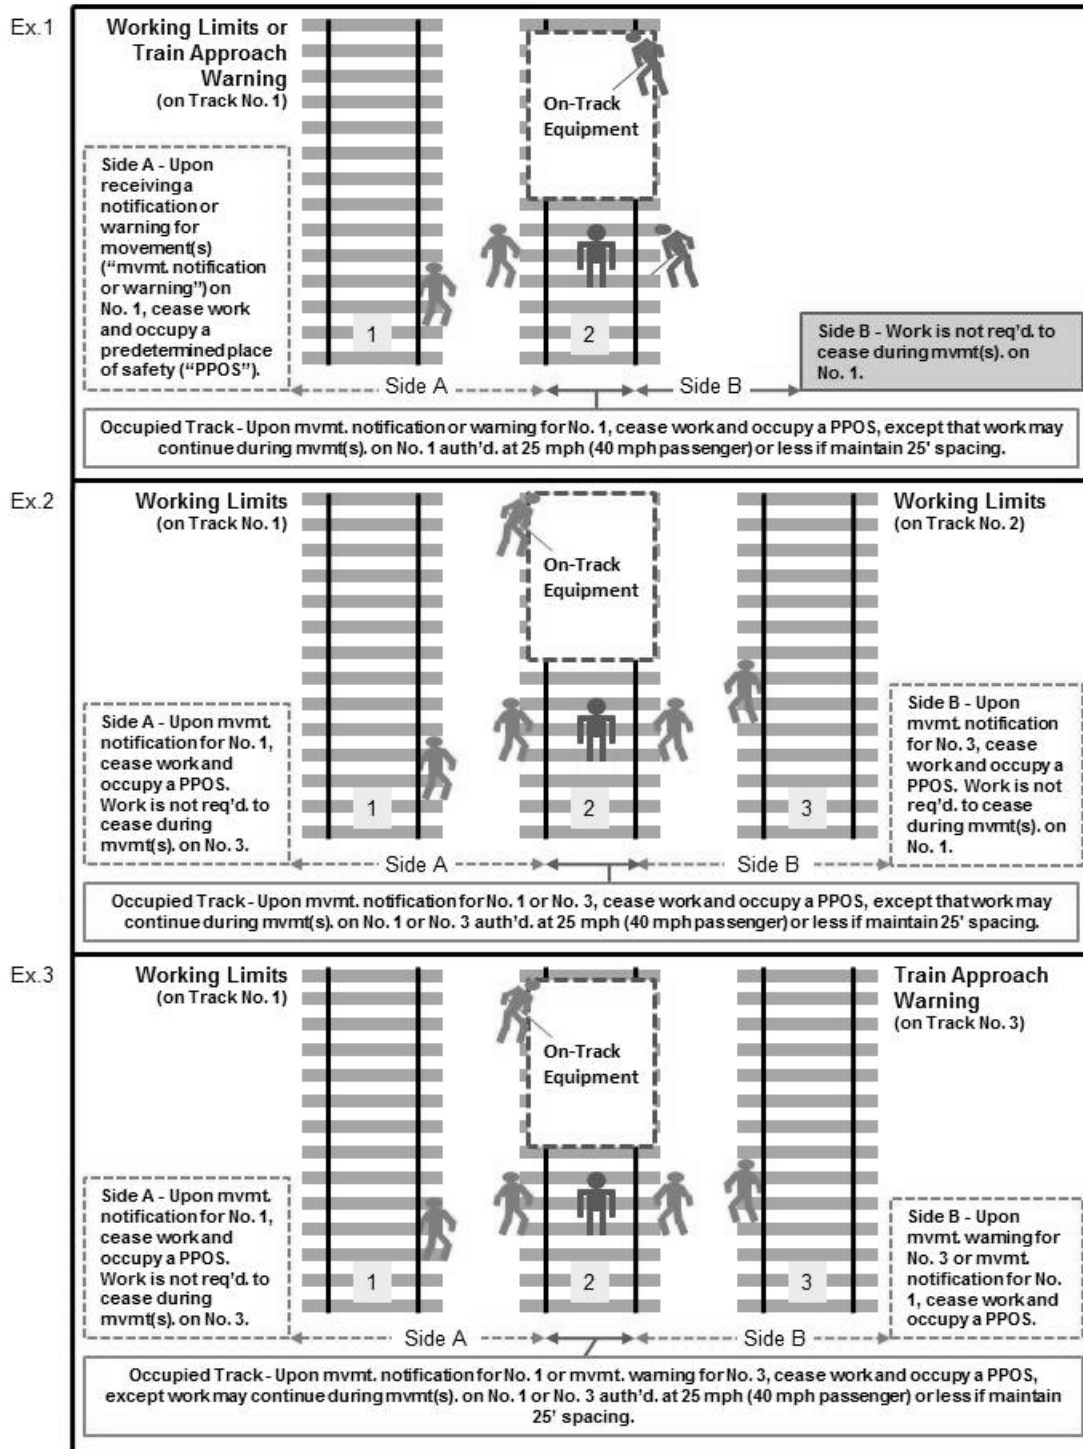 Ex.1
Working Limits or
Train Approach
Warning
(on Track No. 1)
On-Track
Equipment
Side A - Upon
receiving a
notification or
warning for
movement(s)
("mvmt. notification
or warning") on
No. 1, cease work
and occupy a
predetermined place
of safety ("PPOS").
1
2
Side B - Work is not req'd. to
cease during mvmt(s). on
No. 1.
Side A
Side B
Occupied Track - Upon mvmt. notification or warning for No. 1, cease work and occupy a PPOS, except that work may
continue during mvmt(s). on No. 1 auth'd. at 25 mph (40 mph passenger) or less if maintain 25' spacing.
Ex.2
Working Limits
(on Track No. 1)
Working Limits
(on Track No. 2)
On-Track
Equipment
Side A - Upon mvmt.
notification for No. 1,
cease work and
occupy a PPOS.
Work is not req'd. to
cease during
mvmt(s). on No. 3.
1
2
3
Side B - Upon
mvmt. notification
for No. 3, cease
work and occupy a
PPOS. Work is not
req'd. to cease
during mvmt(s). on
No. 1.
Side A
Side B
Occupied Track - Upon mvmt. notification for No. 1 or No. 3, cease work and occupy a PPOS, except that work may
continue during mvmt(s). on No. 1 or No. 3 auth'd. at 25 mph (40 mph passenger) or less if maintain 25' spacing.
Ex.3
Working Limits
(on Track No. 1)
Train Approach
Warning
(on Track No. 3)
On-Track
Equipment
Side A - Upon mvmt.
notification for No. 1,
cease work and
occupy a PPOS.
Work is not req'd. to
cease during
mvmt(s). on No. 3.
1
2
3
Side B - Upon
mvmt. warning for
No. 3 or mvmt.
notification for No.
1, cease work and
occupy a PPOS.
Side A
Side B
Occupied Track - Upon mvmt. notification for No. 1 or mvmt. warning for No. 3, cease work and occupy a PPOS,
except work may continue during mvmt(s). on No. 1 or No. 3 auth'd. at 25 mph (40 mph passenger) or less if maintain
25' spacing.